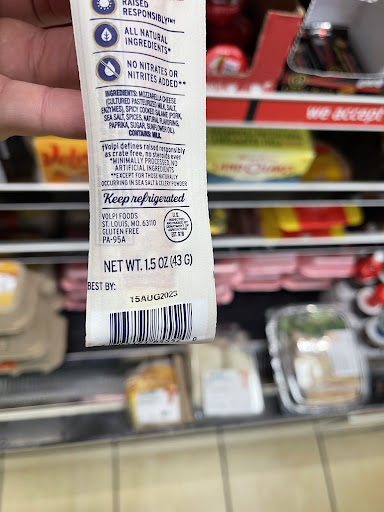 RAISED
RESPONSIBLY†
ALL NATURAL
INGREDIENTS*
NO NITRATES OR
NITRITES ADDED**
INGREDIENTS: MOZZARELLA CHEESE
(CULTURED PASTEURIZED MILK, SALT,
ENZYMES), SPICY COOKED SALAME (PORK,
SEA SALT, SPICES, NATURAL FLAVORING,
PAPRIKA, SUGAR, SUNFLOWER OIL).
CONTAINS: MILK.
†Volpi defines raised responsibly
as crate free, no steroids ever
*MINIMALLY PROCESSED, NO
ARTIFICIAL INGREDIENTS
**EXCEPT FOR THOSE NATURALLY
OCCURRING IN SEA SALT & CELERY POWDER
Keep refrigerated
VOLPI FOODS
ST. LOUIS, MO. 63110
GLUTEN FREE
PA-95A
NET WT. 1.5 OZ (43 G)
BEST BY:
15AUG2023
we accept